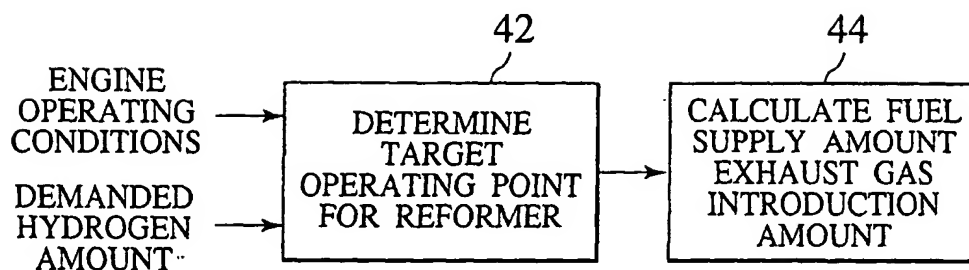 42
44
ENGINE
OPERATING
CONDITIONS
DEMANDED
HYDROGEN
AMOUNT
DETERMINE
TARGET
OPERATING POINT
FOR REFORMER
CALCULATE FUEL
SUPPLY AMOUNT
EXHAUST GAS
INTRODUCTION
AMOUNT